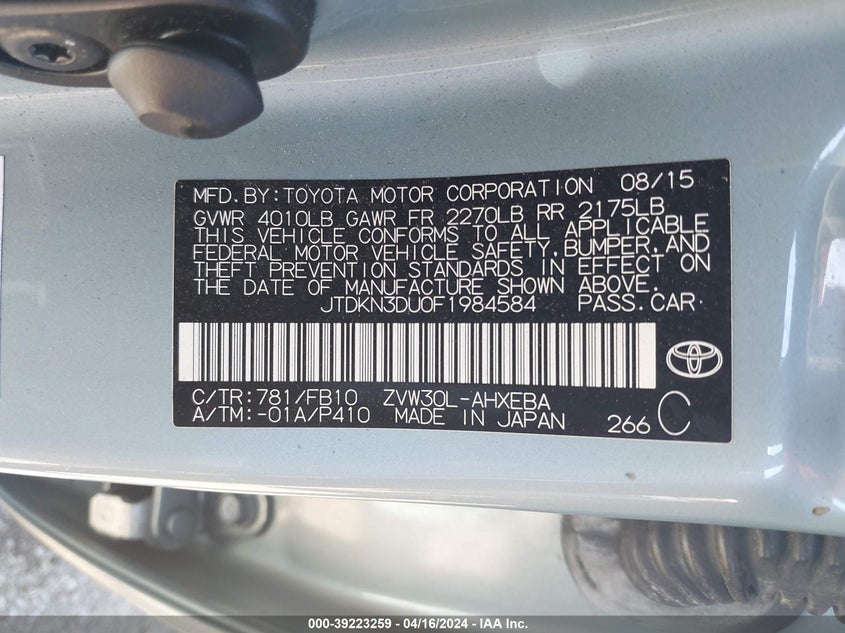 MFD. BY: TOYOTA MOTOR CORPORATION 08/15
GVWR 4010LB GAWR FR 2270LB RR 2175LB
THIS VEHICLE CONFORMS TO ALL APPLICABLE
FEDERAL MOTOR VEHICLE SAFETY, BUMPER, AND
THEFT PREVENTION STANDARDS IN EFFECT ON
THE DATE OF MANUFACTURE SHOWN ABOVE.
JTDKN3DU0F1984584 PASS. CAR
C/TR: 781/FB10 ZVW30L-AHXEBA
A/TM: -01A/P410 MADE IN JAPAN 266 C
000-39223259 - 04/16/2024 - IAA Inc.